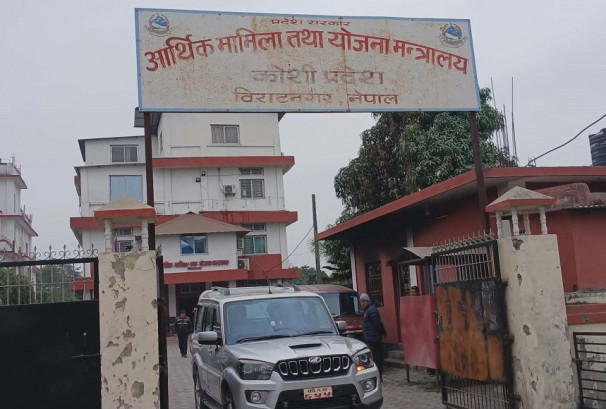 प्रदेश सरकार
आर्थिक मामिला तथा योजना मन्त्रालय
कोशी प्रदेश
विराटनगर नेपाल